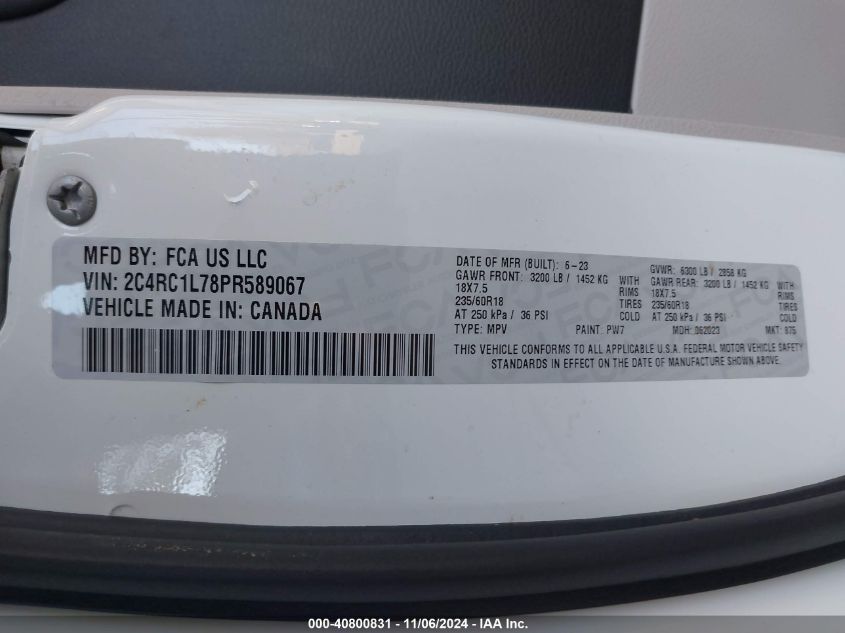 MFD BY: FCA US LLC
VIN: 2C4RC1L78PR589067
VEHICLE MADE IN: CANADA
DATE OF MFR (BUILT): 6-23 GVWR: 6300 LB / 2858 KG
GAWR FRONT: 3200 LB / 1452 KG WITH GAWR REAR: 3200 LB / 1452 KG WITH
18X7.5 RIMS 18X7.5 RIMS
235/60R18 TIRES 235/60R18 TIRES
AT 250 kPa / 36 PSI COLD AT 250 kPa / 36 PSI COLD
TYPE: MPV PAINT: PW7 MDH: 062023 MKT: 875
THIS VEHICLE CONFORMS TO ALL APPLICABLE U.S.A. FEDERAL MOTOR VEHICLE SAFETY
STANDARDS IN EFFECT ON THE DATE OF MANUFACTURE SHOWN ABOVE.
000-40800831 - 11/06/2024 - IAA Inc.